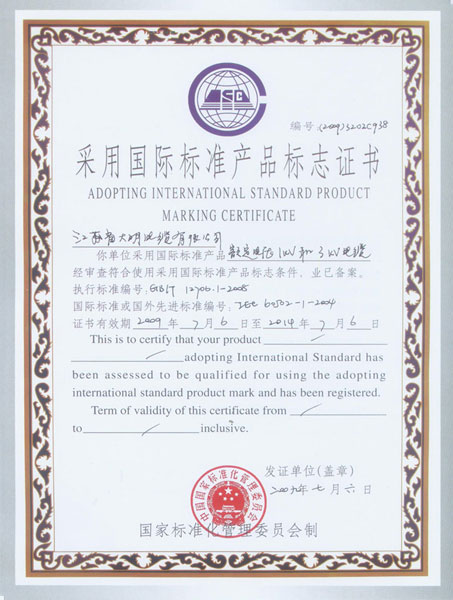 编号(2009)3202C938
采用国际标准产品标志证书
ADOPTING INTERNATIONAL STANDARD PRODUCT
MARKING CERTIFICATE
江西省大明电缆有限公司
你单位采用国际标准产品 额定电压1KV和3KV电缆
经审查符合使用采用国际标准产品标志条件、业已备案。
执行标准编号: GB/T 12706.1-2008
国际标准或国外先进标准编号: IEC 60502-1-2004
证书有效期 2009 年 7 月 6 日至 2014 年 7 月 6 日
This is to certify that your product
adopting International Standard has
been assessed to be qualified for using the adopting
international standard product mark and has been registered.
Term of validity of this certificate from
to inclusive.
发证单位(盖章)
中国国家标准化管理委员会
2009年七月六日
国家标准化管理委员会制